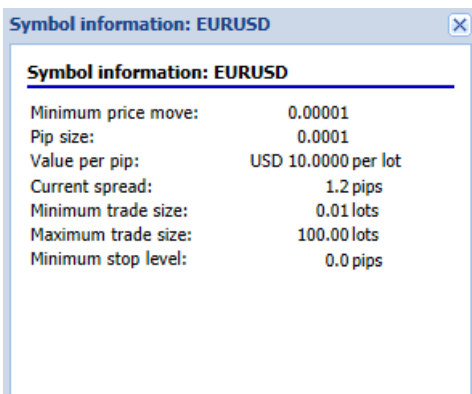 Symbol information: EURUSD
Symbol information: EURUSD
Minimum price move: 0.00001
Pip size: 0.0001
Value per pip: USD 10.0000 per lot
Current spread: 1.2 pips
Minimum trade size: 0.01 lots
Maximum trade size: 100.00 lots
Minimum stop level: 0.0 pips